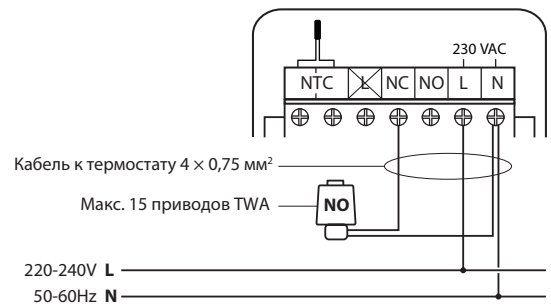 230 VAC
NTC L NC NO L N
Кабель к термостату 4 × 0,75 мм²
Макс. 15 приводов TWA NO
220-240V L
50-60Hz N